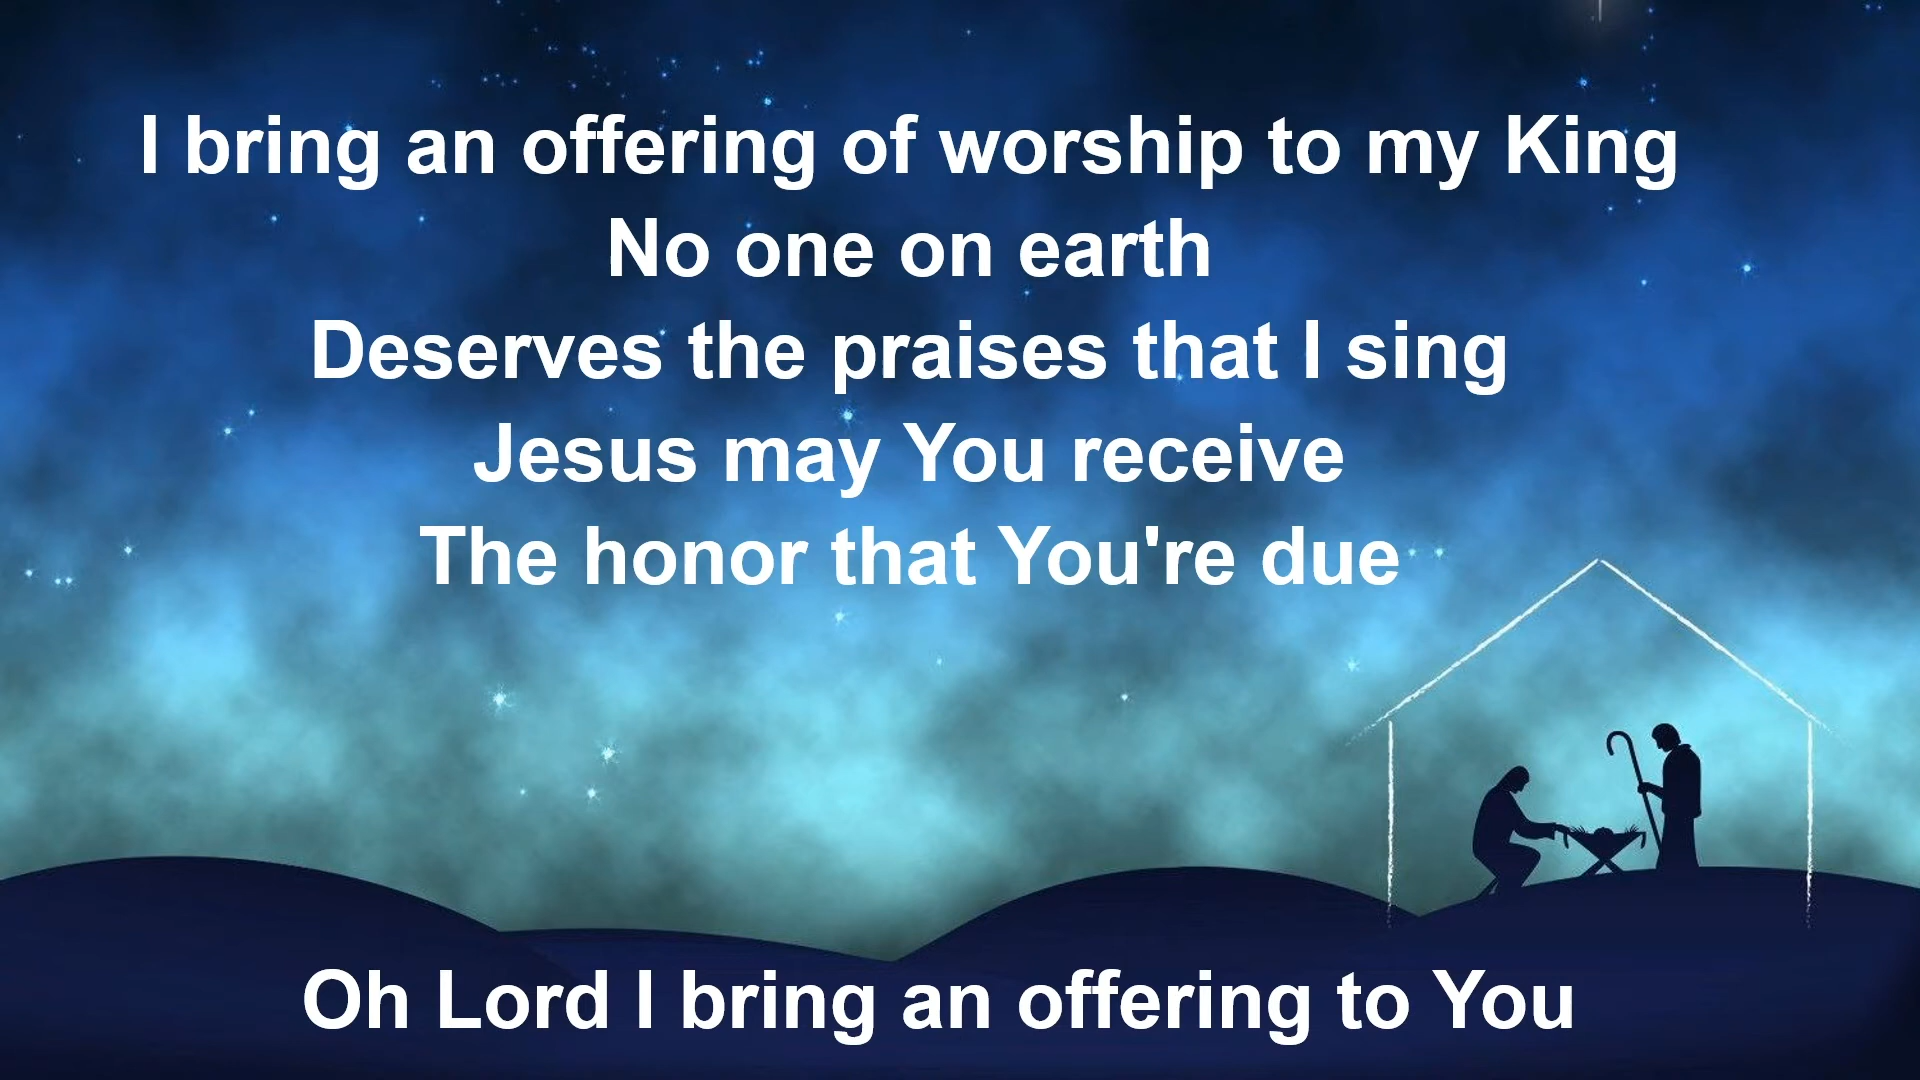 I bring an offering of worship to my King
No one on earth
Deserves the praises that I sing
Jesus may You receive
The honor that You're due
Oh Lord I bring an offering to You